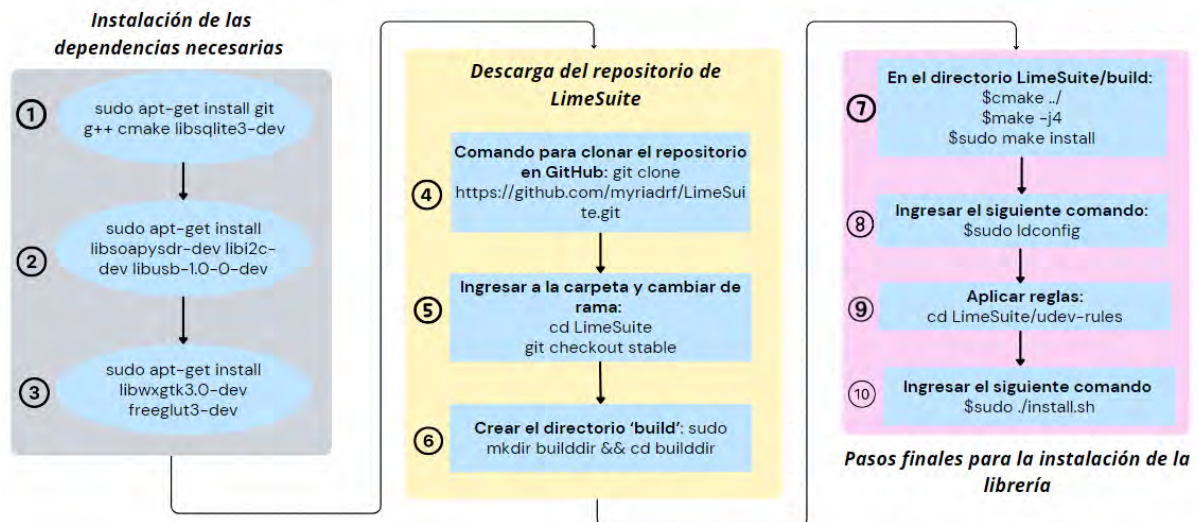 Instalación de las
dependencias necesarias
1
sudo apt-get install git
g++ cmake libsqlite3-dev
2
sudo apt-get install
libsoapysdr-dev libi2c-
dev libusb-1.0-0-dev
3
sudo apt-get install
libwxgtk3.0-dev
freeglut3-dev
Descarga del repositorio de
LimeSuite
4
Comando para clonar el repositorio
en GitHub: git clone
https://github.com/myriadrf/LimeSui
te.git
5
Ingresar a la carpeta y cambiar de
rama:
cd LimeSuite
git checkout stable
6
Crear el directorio ‘build’: sudo
mkdir builddir && cd builddir
7
En el directorio LimeSuite/build:
$cmake ../
$make -j4
$sudo make install
8
Ingresar el siguiente comando:
$sudo ldconfig
9
Aplicar reglas:
cd LimeSuite/udev-rules
10
Ingresar el siguiente comando
$sudo ./install.sh
Pasos finales para la instalación de la
librería